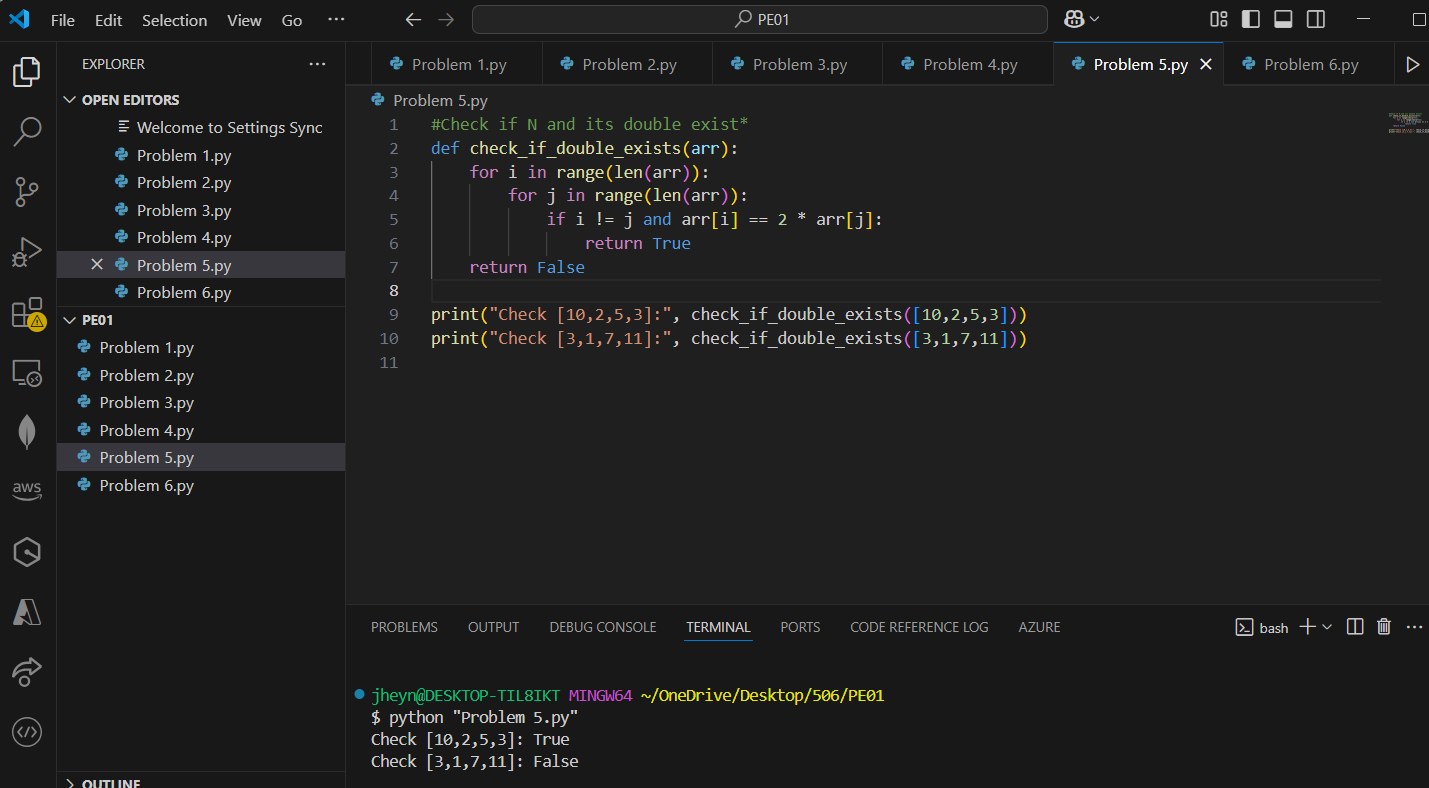 File Edit Selection View Go ··· PE01
EXPLORER ···
OPEN EDITORS
Welcome to Settings Sync
Problem 1.py
Problem 2.py
Problem 3.py
Problem 4.py
Problem 5.py
Problem 6.py
PE01
Problem 1.py
Problem 2.py
Problem 3.py
Problem 4.py
Problem 5.py
Problem 6.py
aws
OUTLINE
Problem 1.py Problem 2.py Problem 3.py Problem 4.py Problem 5.py Problem 6.py
Problem 5.py
1 #Check if N and its double exist*
2 def check_if_double_exists(arr):
3 for i in range(len(arr)):
4 for j in range(len(arr)):
5 if i != j and arr[i] == 2 * arr[j]:
6 return True
7 return False
8
9 print("Check [10,2,5,3]:", check_if_double_exists([10,2,5,3]))
10 print("Check [3,1,7,11]:", check_if_double_exists([3,1,7,11]))
11
PROBLEMS OUTPUT DEBUG CONSOLE TERMINAL PORTS CODE REFERENCE LOG AZURE bash ···
jheyn@DESKTOP-TIL8IKT MINGW64 ~/OneDrive/Desktop/506/PE01
$ python "Problem 5.py"
Check [10,2,5,3]: True
Check [3,1,7,11]: False